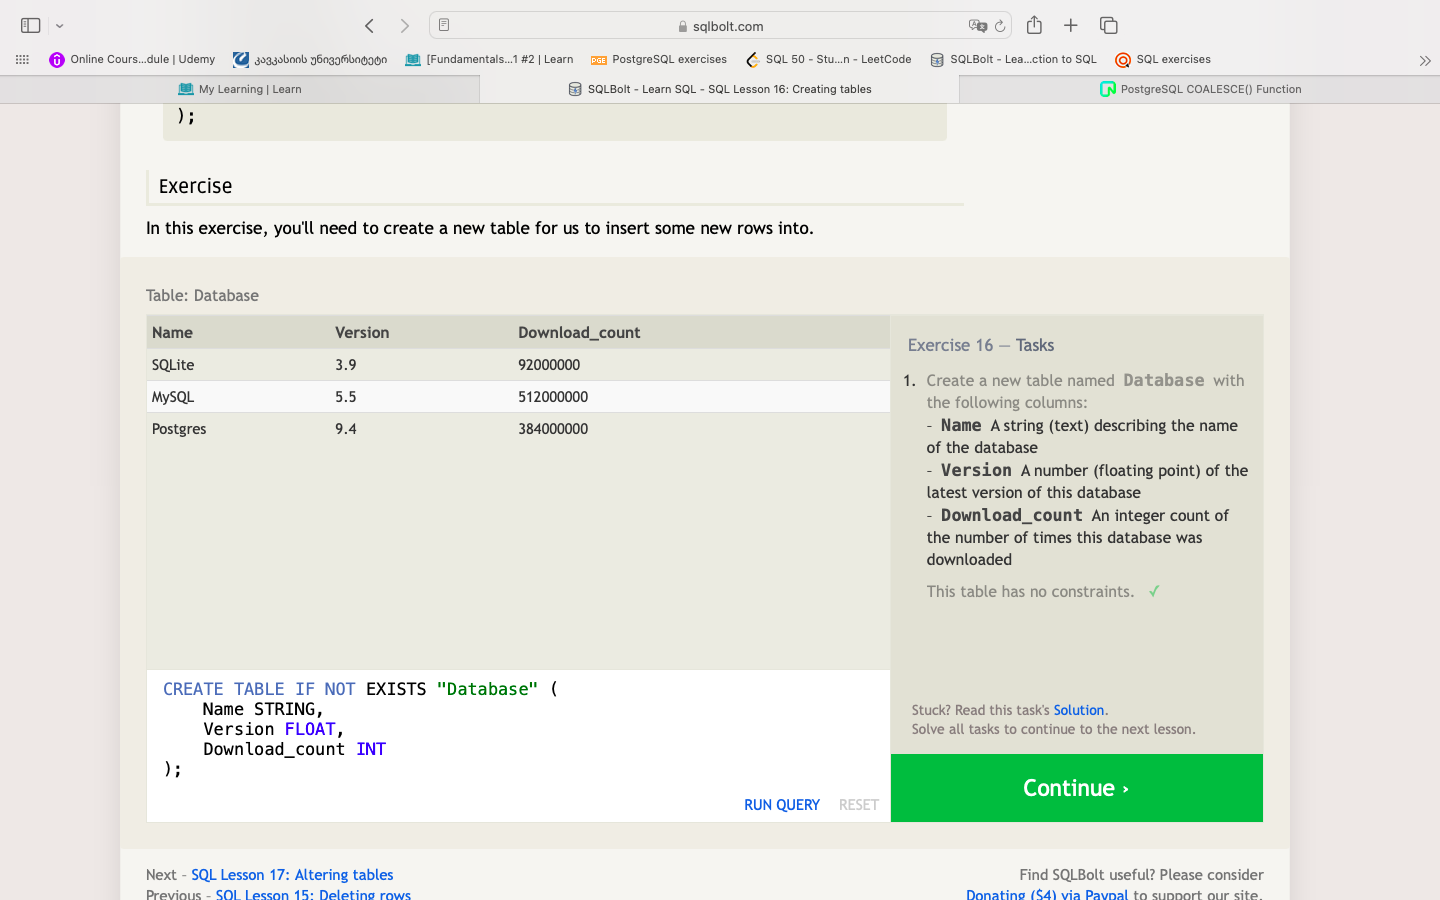 sqlbolt.com
Online Cours...dule | Udemy
კავკასიის უნივერსიტეტი
[Fundamentals...1 #2 | Learn
PGE PostgreSQL exercises
SQL 50 - Stu...n - LeetCode
SQLBolt - Lea...ction to SQL
SQL exercises
My Learning | Learn
SQLBolt - Learn SQL - SQL Lesson 16: Creating tables
PostgreSQL COALESCE() Function
);
Exercise
In this exercise, you'll need to create a new table for us to insert some new rows into.
Table: Database
Name Version Download_count
SQLite 3.9 92000000
MySQL 5.5 512000000
Postgres 9.4 384000000
Exercise 16 — Tasks
1. Create a new table named Database with
the following columns:
- Name A string (text) describing the name
of the database
- Version A number (floating point) of the
latest version of this database
- Download_count An integer count of
the number of times this database was
downloaded
This table has no constraints. ✓
CREATE TABLE IF NOT EXISTS "Database" (
Name STRING,
Version FLOAT,
Download_count INT
);
RUN QUERY RESET
Stuck? Read this task's Solution.
Solve all tasks to continue to the next lesson.
Continue ›
Next – SQL Lesson 17: Altering tables
Previous – SQL Lesson 15: Deleting rows
Find SQLBolt useful? Please consider
Donating ($4) via Paypal to support our site.